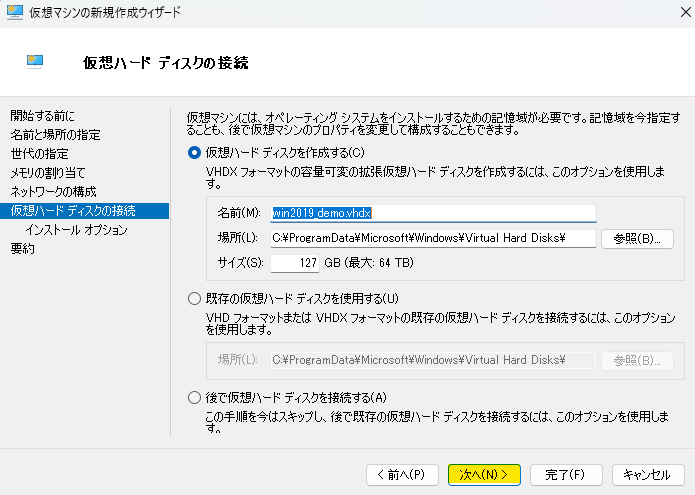 仮想マシンの新規作成ウィザード
仮想ハード ディスクの接続
開始する前に
名前と場所の指定
世代の指定
メモリの割り当て
ネットワークの構成
仮想ハード ディスクの接続
インストール オプション
要約
仮想マシンには、オペレーティング システムをインストールするための記憶域が必要です。記憶域を今指定す
ることも、後で仮想マシンのプロパティを変更して構成することもできます。
仮想ハード ディスクを作成する(C)
VHDX フォーマットの容量可変の拡張仮想ハード ディスクを作成するには、このオプションを使用しま
す。
名前(M): win2019_demo.vhdx
場所(L): C:¥ProgramData¥Microsoft¥Windows¥Virtual Hard Disks¥ 参照(B)...
サイズ(S): 127 GB (最大: 64 TB)
既存の仮想ハード ディスクを使用する(U)
VHD フォーマットまたは VHDX フォーマットの既存の仮想ハード ディスクを接続するには、このオプション
を使用します。
場所(L): C:¥ProgramData¥Microsoft¥Windows¥Virtual Hard Disks¥ 参照(B)...
後で仮想ハード ディスクを接続する(A)
この手順を今はスキップし、後で既存の仮想ハード ディスクを接続するには、このオプションを使用しま
す。
< 前へ(P) 次へ(N) > 完了(F) キャンセル